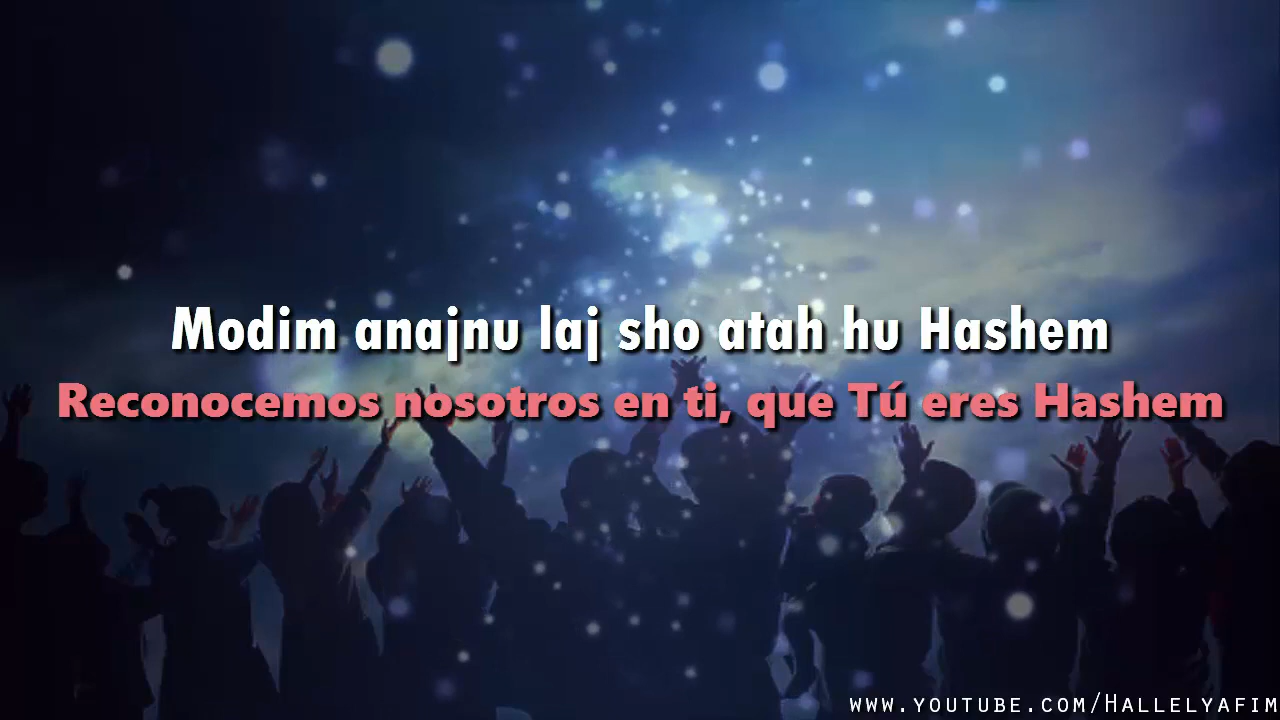 Modim anajnu laj sho atah hu Hashem
Reconocemos nosotros en ti, que Tú eres Hashem
www.youtube.com/Hallelyafim